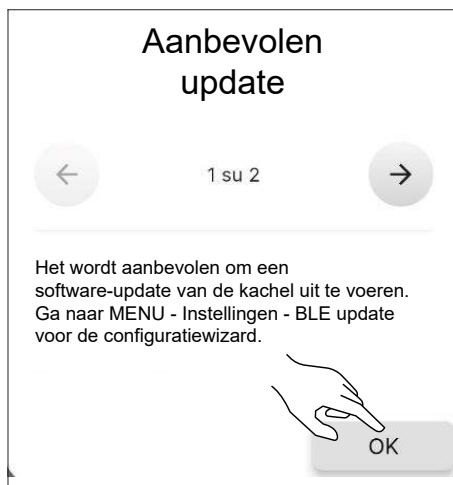 Aanbevolen
update
1 su 2
Het wordt aanbevolen om een
software-update van de kachel uit te voeren.
Ga naar MENU - Instellingen - BLE update
voor de configuratiewizard.
OK